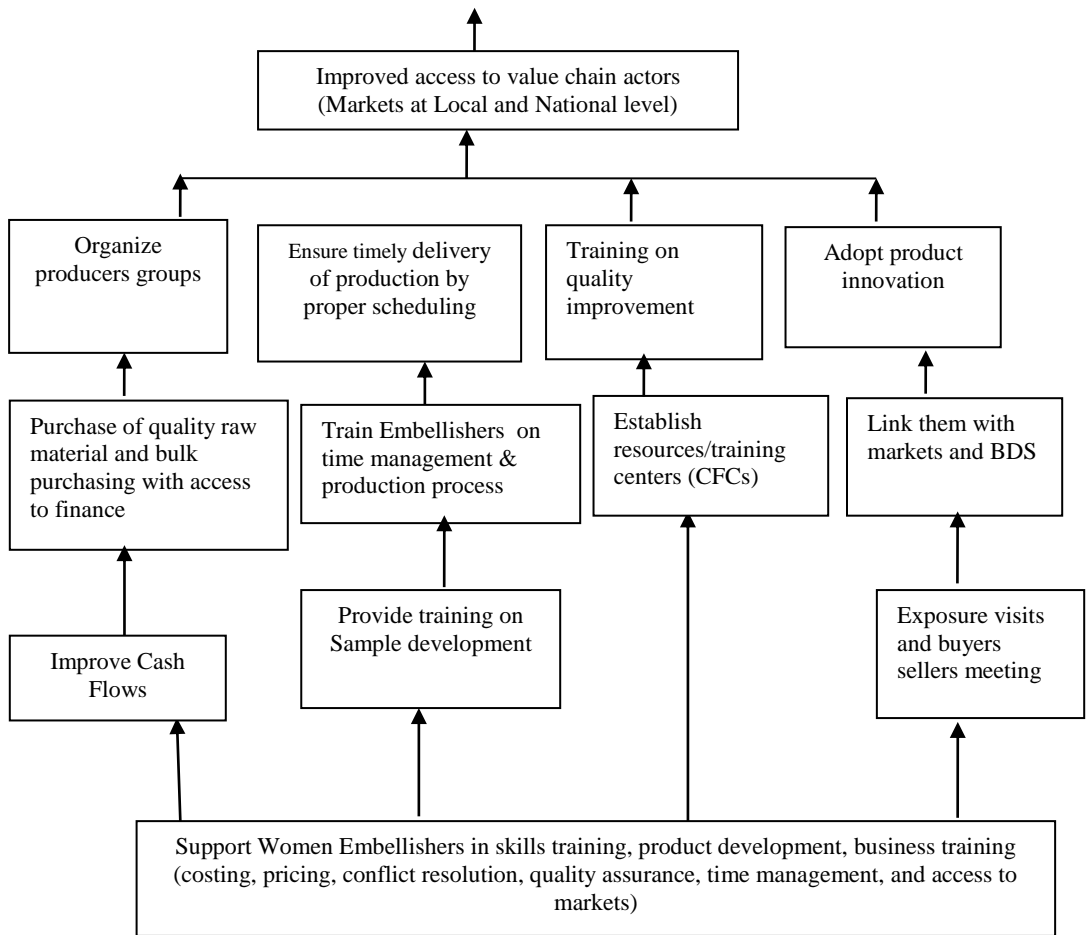 Improved access to value chain actors
(Markets at Local and National level)
Organize
producers groups
Ensure timely delivery
of production by
proper scheduling
Training on
quality
improvement
Adopt product
innovation
Purchase of quality raw
material and bulk
purchasing with access
to finance
Train Embellishers on
time management &
production process
Establish
resources/training
centers (CFCs)
Link them with
markets and BDS
Improve Cash
Flows
Provide training on
Sample development
Exposure visits
and buyers
sellers meeting
Support Women Embellishers in skills training, product development, business training
(costing, pricing, conflict resolution, quality assurance, time management, and access to
markets)